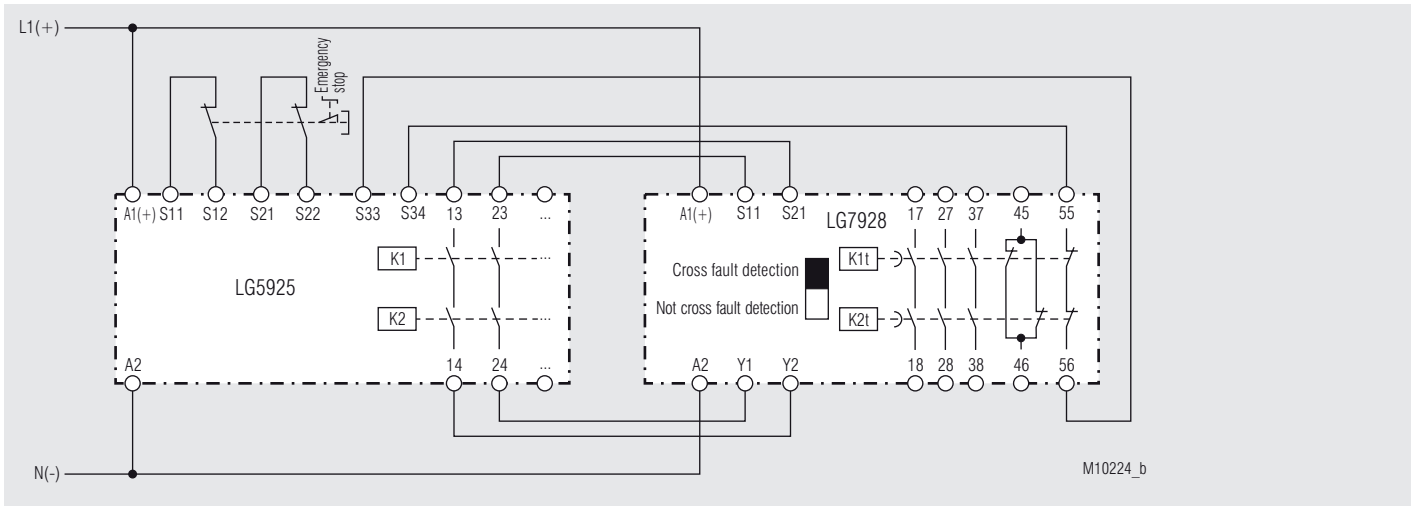 L1(+)
Emergency
stop
A1(+) S11 S12 S21 S22 S33 S34 13 23 ...
A1(+) S11 S21 17 27 37 45 55
LG7928
K1 ...
Cross fault detection K1t
LG5925
Not cross fault detection
K2 ...
K2t
A2 14 24 ...
A2 Y1 Y2 18 28 38 46 56
N(-)
M10224_b